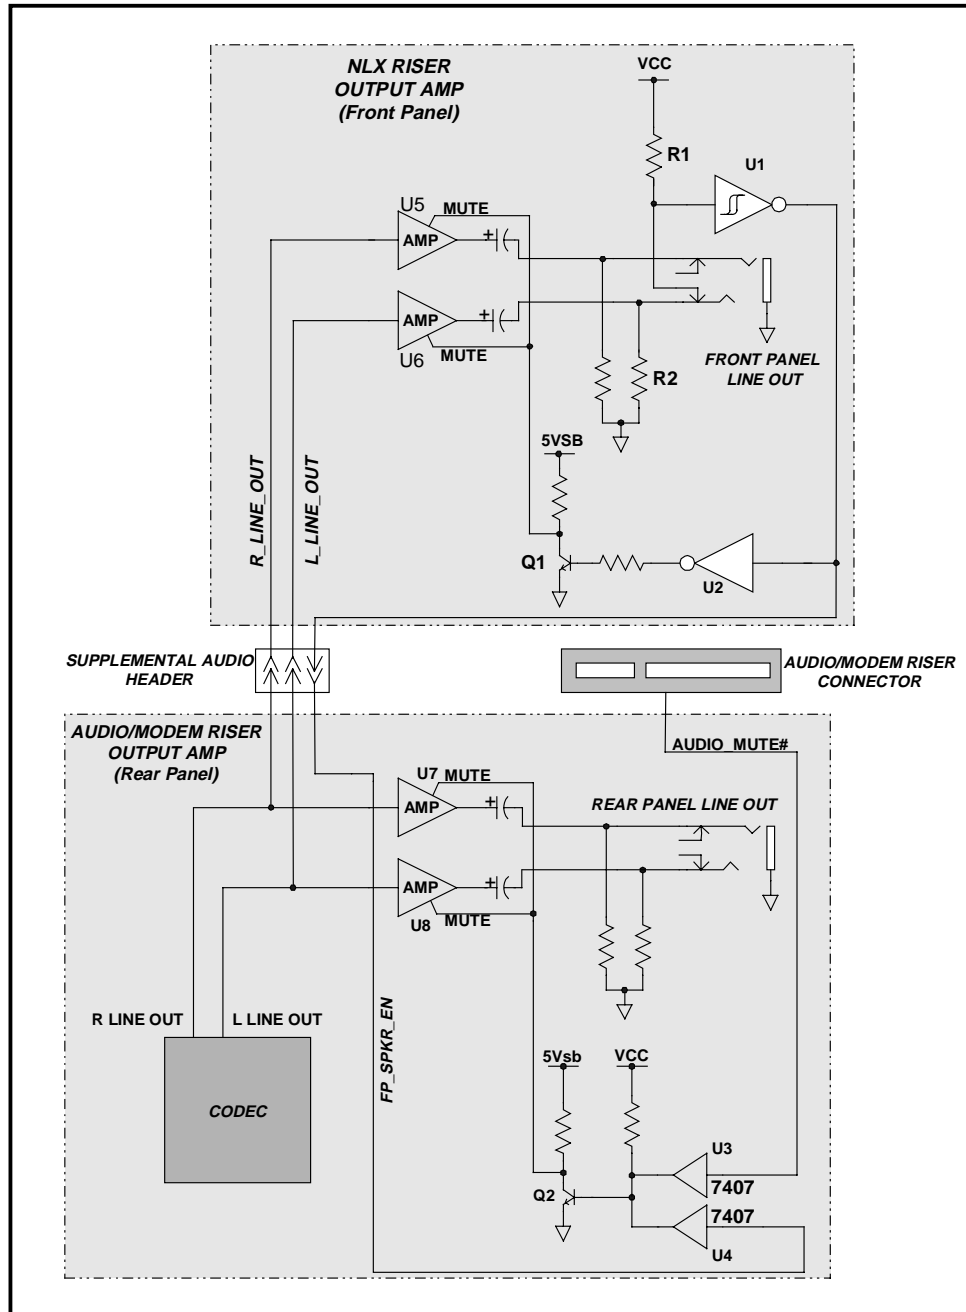 NLX RISER
OUTPUT AMP
(Front Panel)
VCC
R1
U1
U5
MUTE
AMP
+
AMP
+
U6
MUTE
R2
FRONT PANEL
LINE OUT
5VSB
R_LINE_OUT
L_LINE_OUT
Q1
U2
SUPPLEMENTAL AUDIO
HEADER
AUDIO/MODEM RISER
CONNECTOR
AUDIO/MODEM RISER
OUTPUT AMP
(Rear Panel)
AUDIO_MUTE#
U7
MUTE
AMP
+
REAR PANEL LINE OUT
AMP
+
U8
MUTE
R LINE OUT
L LINE OUT
FP_SPKR_EN
CODEC
5Vsb
VCC
U3
7407
Q2
7407
U4